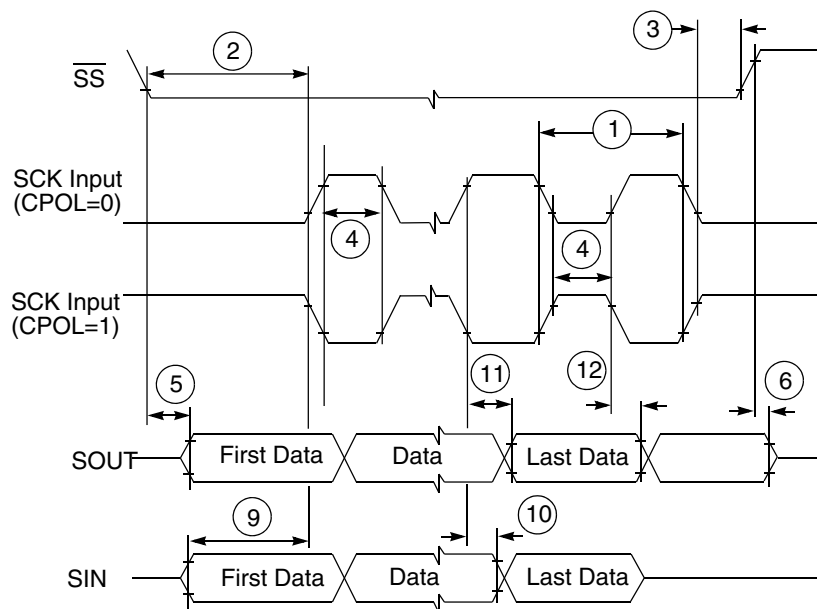 3
2
SS
1
SCK Input
(CPOL=0)
4
4
SCK Input
(CPOL=1)
5
11
12
6
SOUT
First Data
Data
Last Data
9
10
SIN
First Data
Data
Last Data